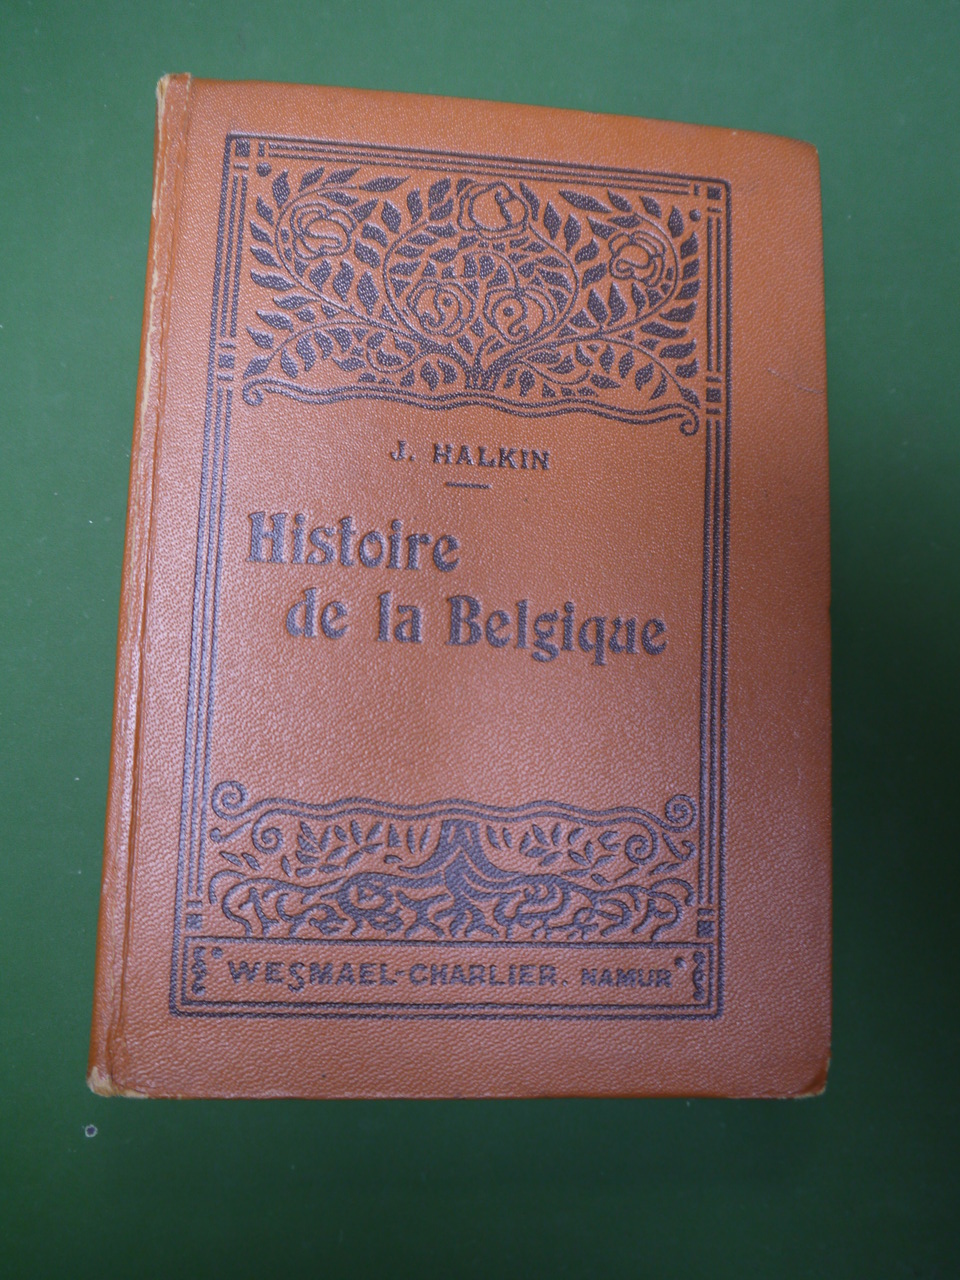 J. HALKIN
Histoire
de la Belgique
WESMAEL-CHARLIER. NAMUR